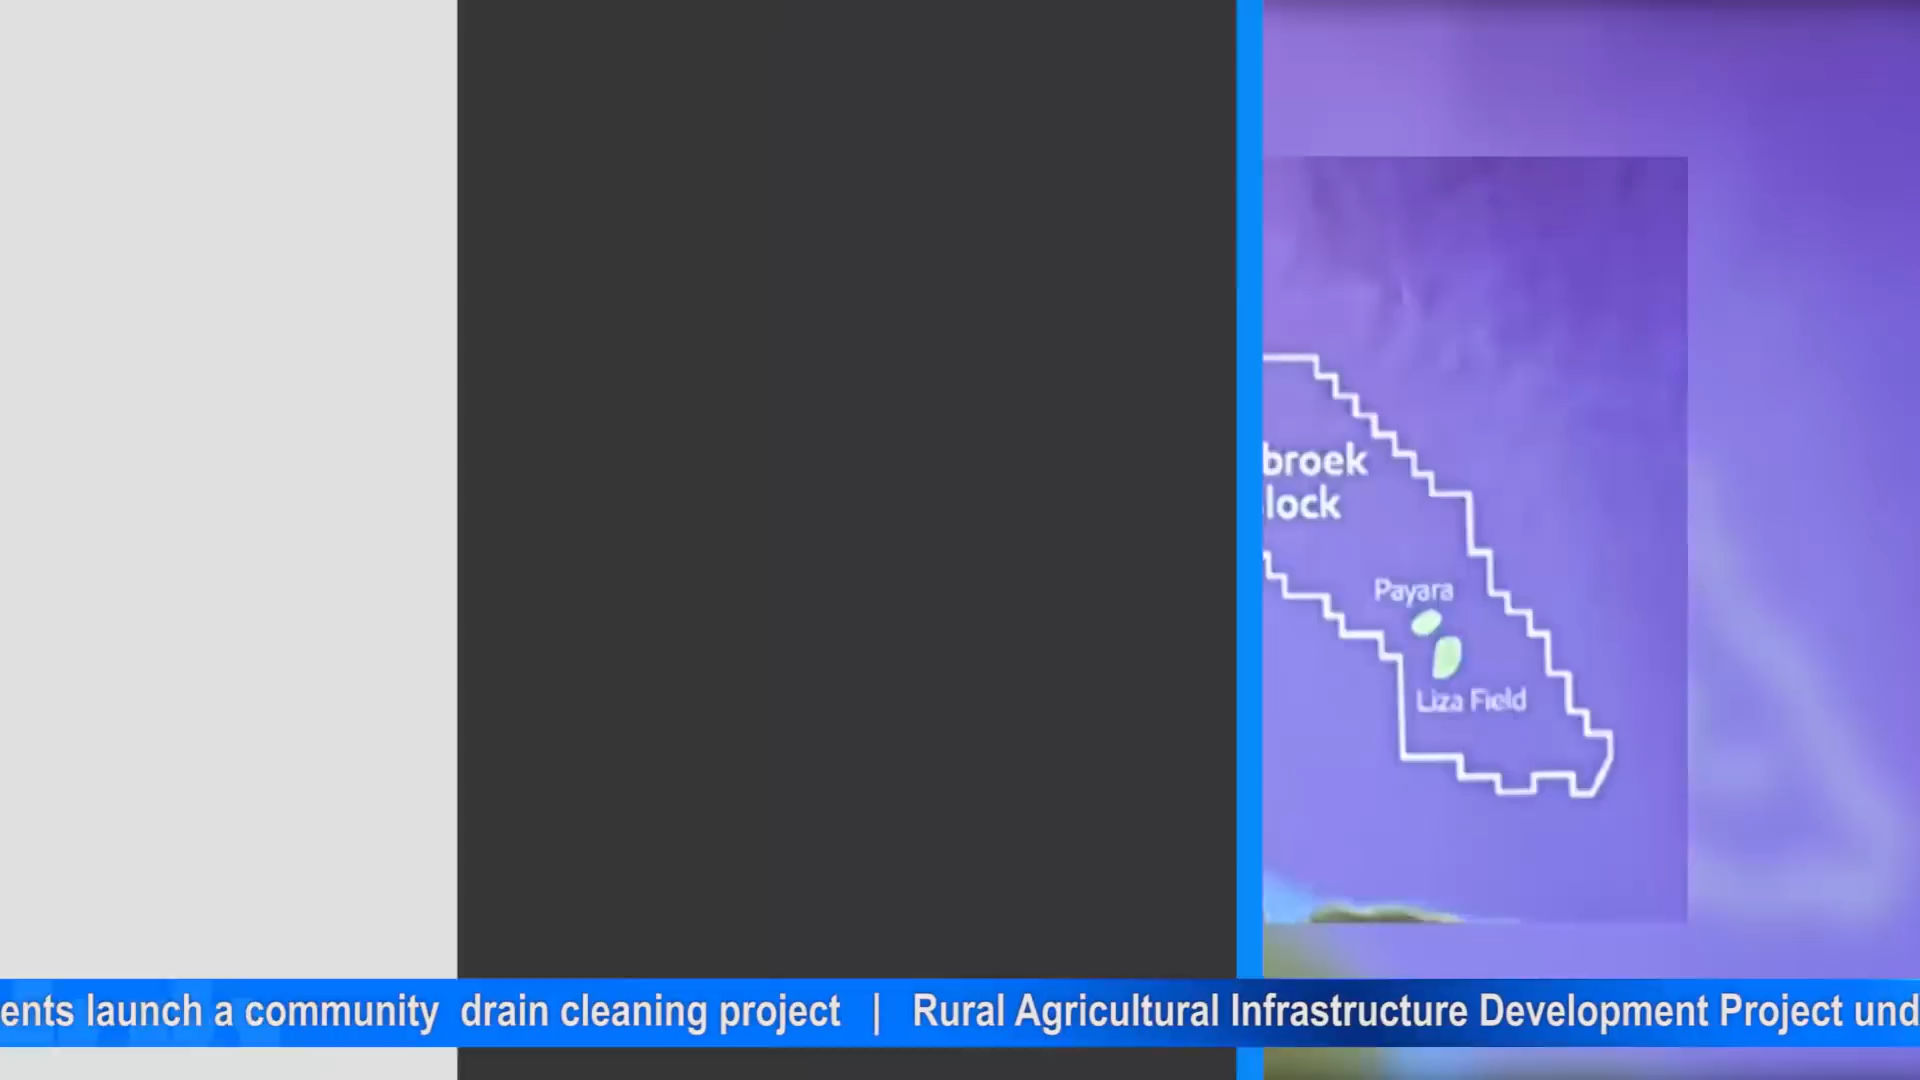 broek
lock
Payara
Liza Field
ents launch a community drain cleaning project | Rural Agricultural Infrastructure Development Project und